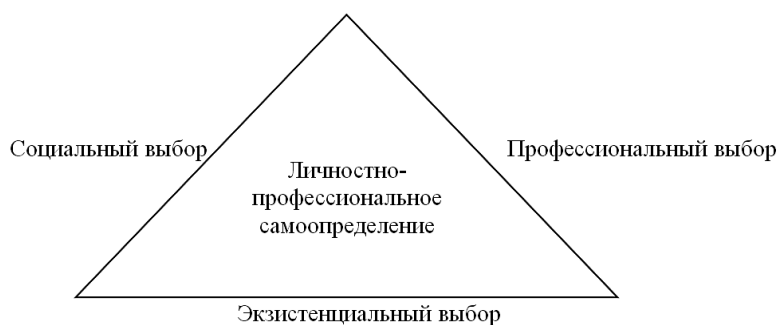 Социальный выбор
Профессиональный выбор
Личностно-
профессиональное
самоопределение
Экзистенциальный выбор